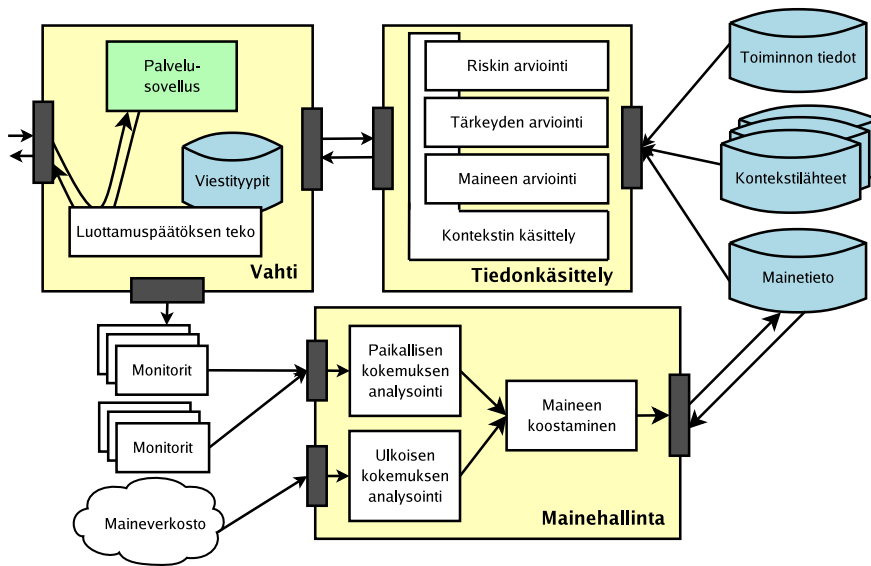 Palvelu-
sovellus
Viestityypit
Luottamuspäätöksen teko
Vahti
Riskin arviointi
Tärkeyden arviointi
Maineen arviointi
Kontekstin käsittely
Tiedonkäsittely
Toiminnon tiedot
Kontekstilähteet
Mainetieto
Monitorit
Monitorit
Maineverkosto
Paikallisen
kokemuksen
analysointi
Ulkoisen
kokemuksen
analysointi
Maineen
koostaminen
Mainehallinta